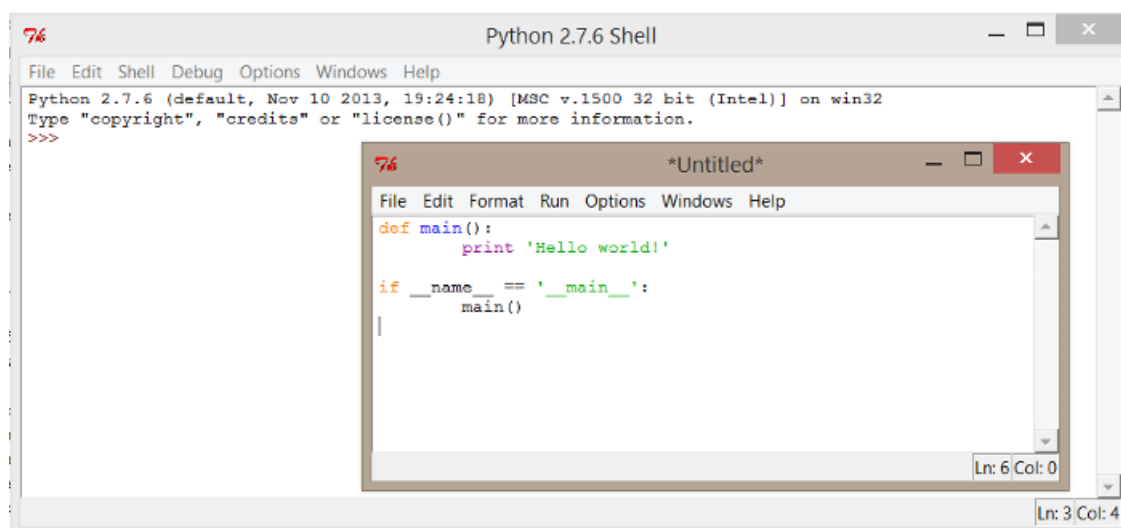 Python 2.7.6 Shell
File Edit Shell Debug Options Windows Help
Python 2.7.6 (default, Nov 10 2013, 19:24:18) [MSC v.1500 32 bit (Intel)] on win32
Type "copyright", "credits" or "license()" for more information.
>>>
*Untitled*
File Edit Format Run Options Windows Help
def main():
        print 'Hello world!'
if __name__ == '__main__':
        main()
Ln: 6 Col: 0
Ln: 3 Col: 4